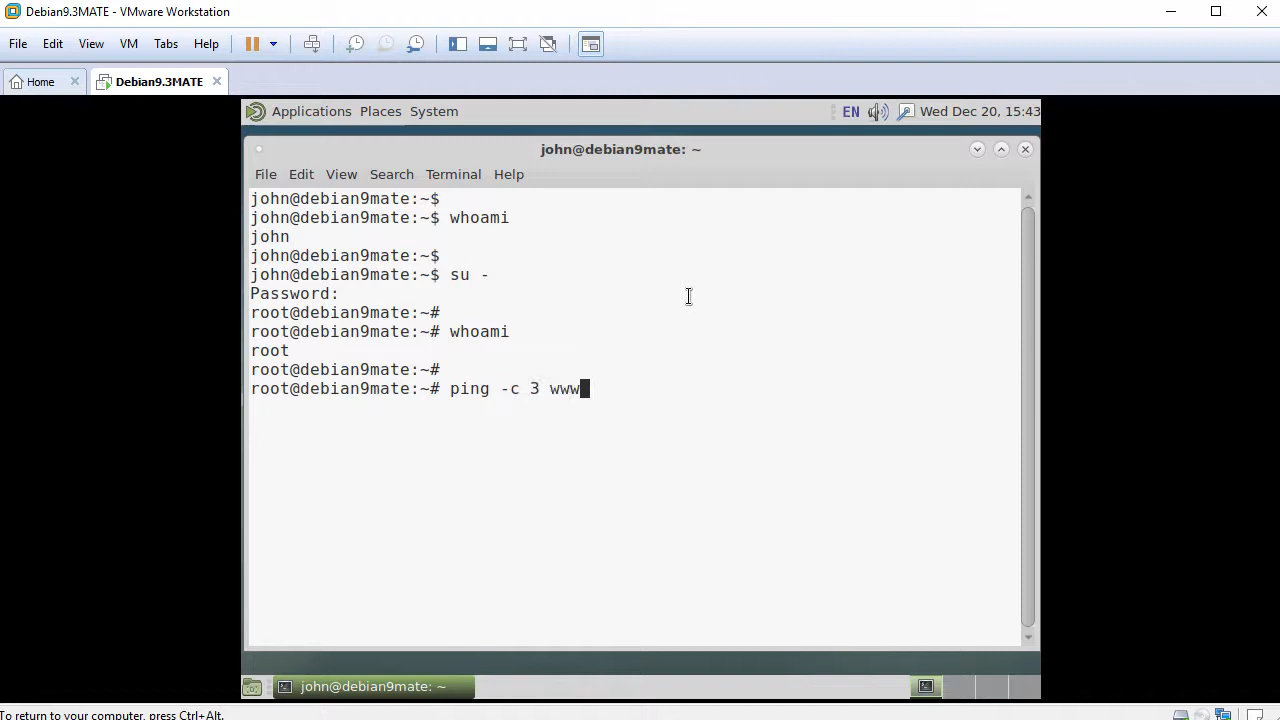 Debian9.3MATE - VMware Workstation
File Edit View VM Tabs Help
Home Debian9.3MATE
Applications Places System EN Wed Dec 20, 15:43
john@debian9mate: ~
File Edit View Search Terminal Help
john@debian9mate:~$
john@debian9mate:~$ whoami
john
john@debian9mate:~$
john@debian9mate:~$ su -
Password:
root@debian9mate:~#
root@debian9mate:~# whoami
root
root@debian9mate:~#
root@debian9mate:~# ping -c 3 www
john@debian9mate: ~
To return to your computer, press Ctrl+Alt.